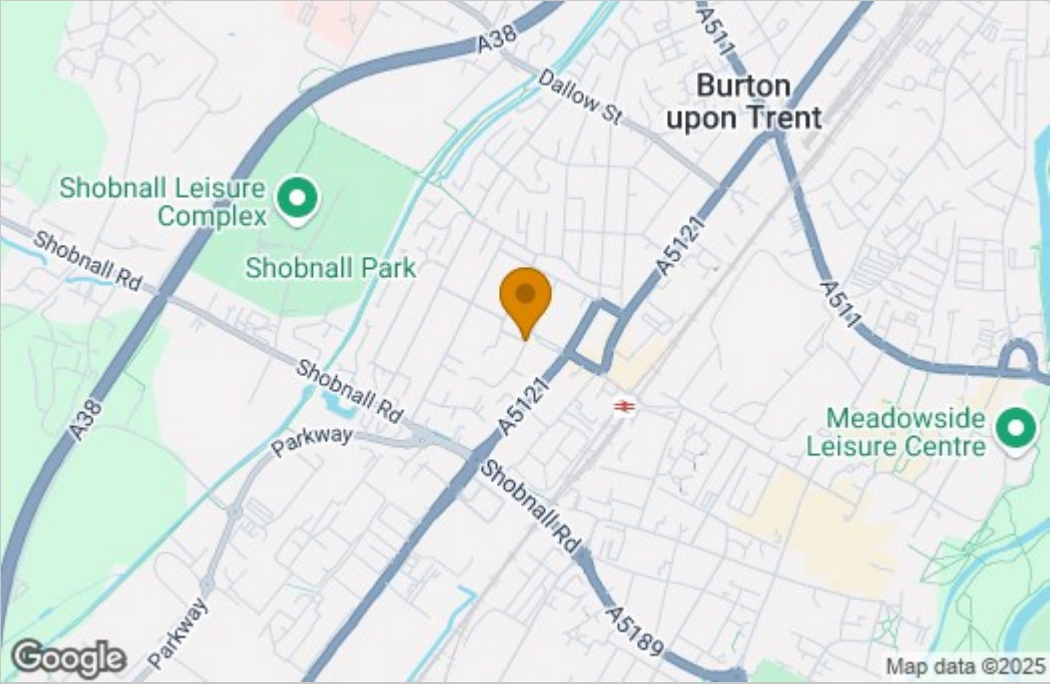 A38
A511
Dallow St
Burton
upon Trent
Shobnall Leisure
Complex
Shobnall Rd
Shobnall Park
A5121
A511
Shobnall Rd
A38
Parkway
A5121
Meadowside
Leisure Centre
Shobnall Rd
Parkway
A5189
Google
Map data ©2025